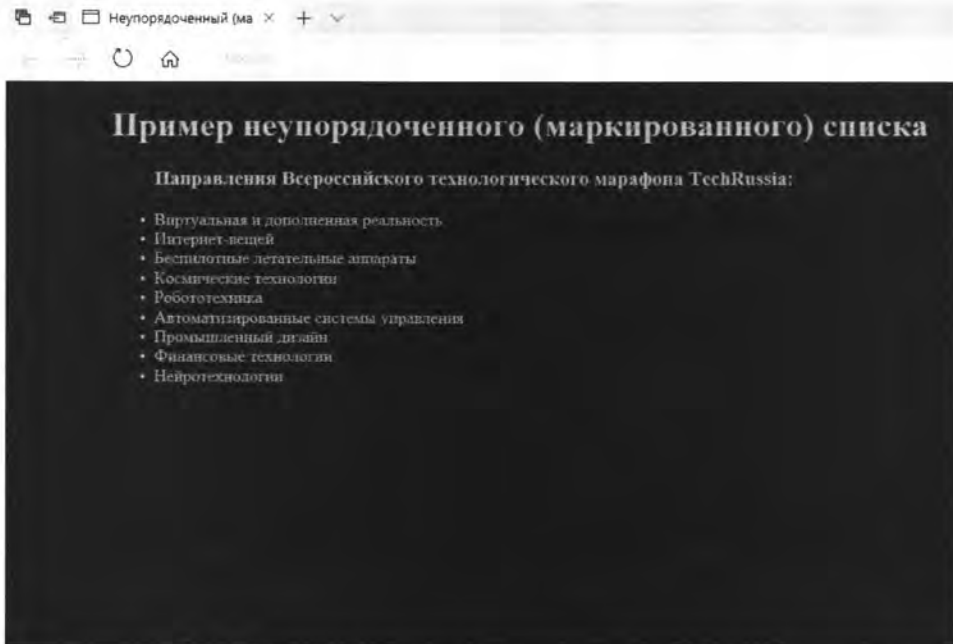 Неупорядоченный (ма
Пример неупорядоченного (маркированного) списка
Направления Всероссийского технологического марафона TechRussia:
• Виртуальная и дополненная реальность
• Интернет-вещей
• Беспилотные летательные аппараты
• Космические технологии
• Робототехника
• Автоматизированные системы управления
• Промышленный дизайн
• Финансовые технологии
• Нейротехнологии